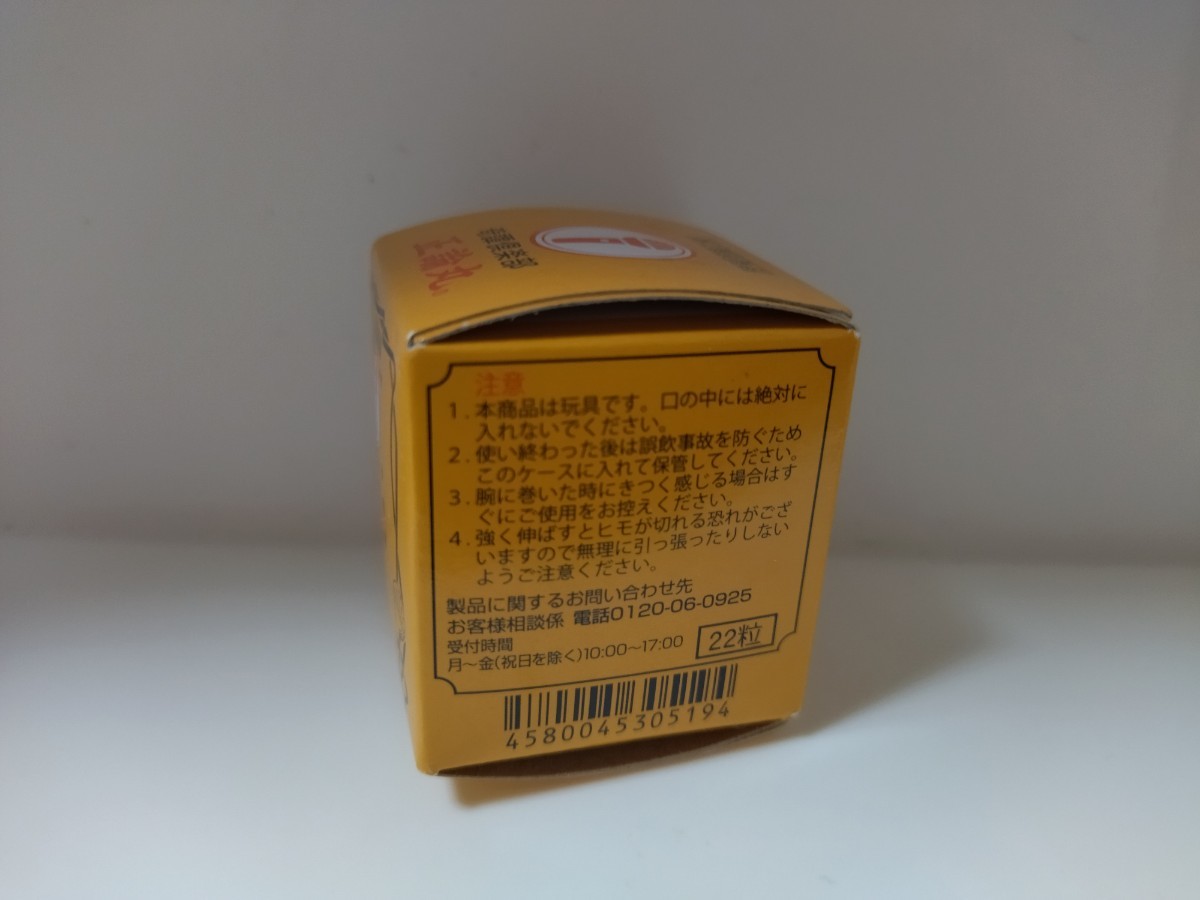 注意
1. 本商品は玩具です。口の中には絶対に
入れないでください。
2. 使い終わった後は誤飲事故を防ぐため
このケースに入れて保管してください。
3. 腕に巻いた時にきつく感じる場合はす
ぐにご使用をお控えください。
4. 強く伸ばすとヒモが切れる恐れがござ
いますので無理に引っ張ったりしない
ようご注意ください。
製品に関するお問い合わせ先
お客様相談係 電話0120-06-0925
受付時間
月〜金(祝日を除く)10:00〜17:00
22粒
4580045305194